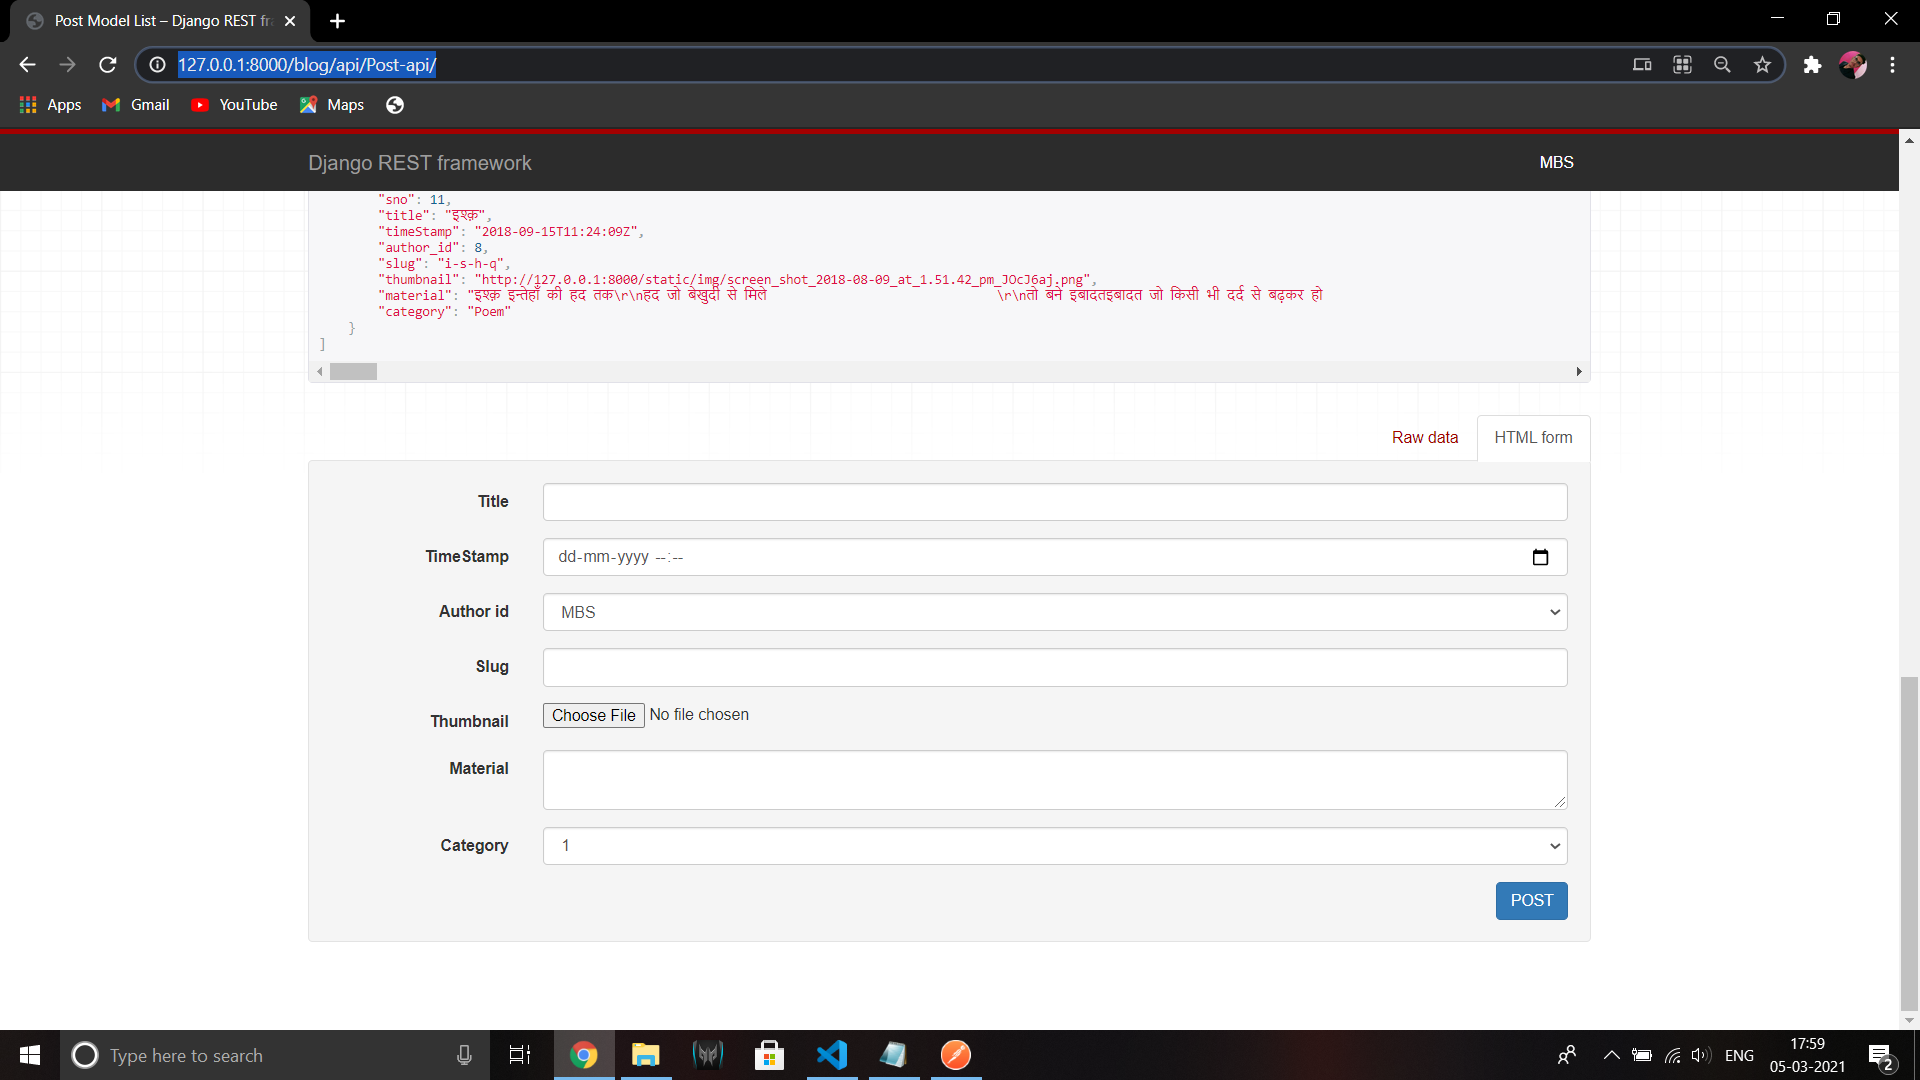 Post Model List – Django REST fr
127.0.0.1:8000/blog/api/Post-api/
Apps Gmail YouTube Maps
Django REST framework MBS
"sno": 11,
"title": "इश्क़",
"timeStamp": "2018-09-15T11:24:09Z",
"author_id": 8,
"slug": "i-s-h-q",
"thumbnail": "http://127.0.0.1:8000/static/img/screen_shot_2018-08-09_at_1.51.42_pm_JOcJ6aj.png",
"material": "इश्क़ इन्तेहाँ की हद तक\r\nहद जो बेखुदी से मिले \r\nतो बने इबादतइबादत जो किसी भी दर्द से बढ़कर हो
"category": "Poem"
}
]
Raw data HTML form
Title
TimeStamp dd-mm-yyyy --:--
Author id MBS
Slug
Thumbnail Choose File No file chosen
Material
Category 1
POST
Type here to search ENG 17:59
05-03-2021 2